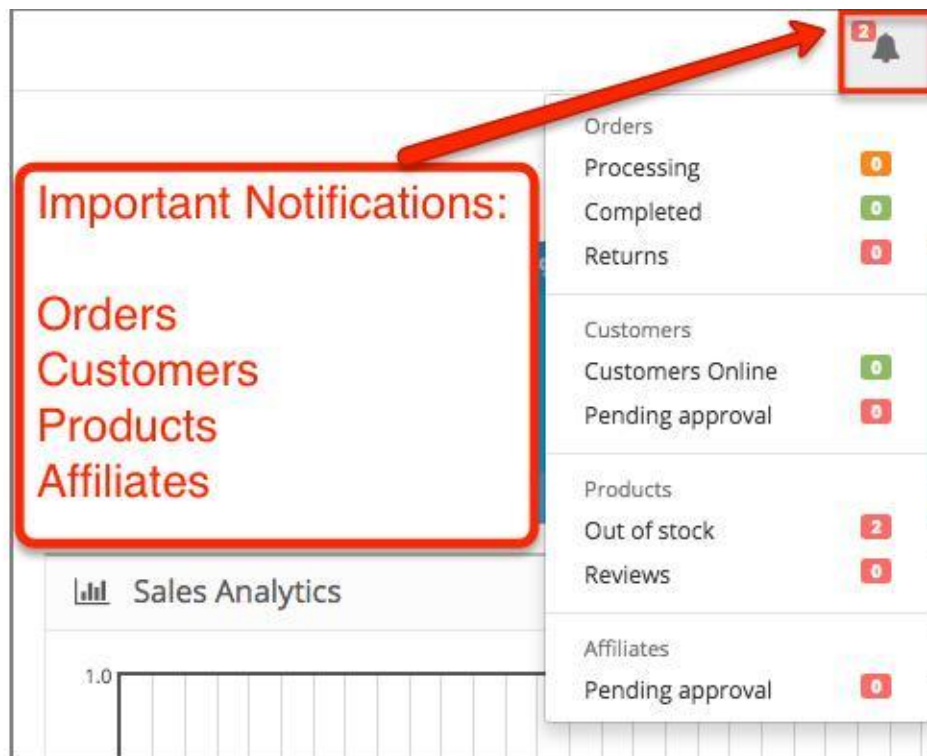 2
Important Notifications:
Orders
Customers
Products
Affiliates
Orders
Processing 0
Completed 0
Returns 0
Customers
Customers Online 0
Pending approval 0
Products
Out of stock 2
Reviews 0
Affiliates
Pending approval 0
Sales Analytics
1.0